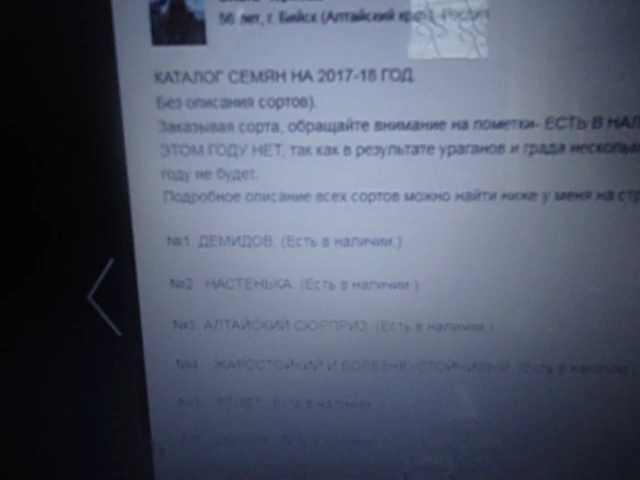 56 лет, г. Бийск (Алтайский край, Россия
КАТАЛОГ СЕМЯН НА 2017-18 ГОД.
Без описания сортов).
Заказывая сорта, обращайте внимание на пометки- ЕСТЬ В НАЛ
ЭТОМ ГОДУ НЕТ, так как в результате ураганов и града нескольк
году не будет.
Подробное описание всех сортов можно найти ниже у меня на стр
№1. ДЕМИДОВ. (Есть в наличии.)
№2. НАСТЕНЬКА. (Есть в наличии.)
№3. АЛТАЙСКИЙ СЮРПРИЗ. (Есть в наличии.)
№4. ЖАРОСТОЙКИЙ И БОЛЕЗНЕУСТОЙЧИВЫЙ. (Есть в наличии.)
№5. (Есть в наличии